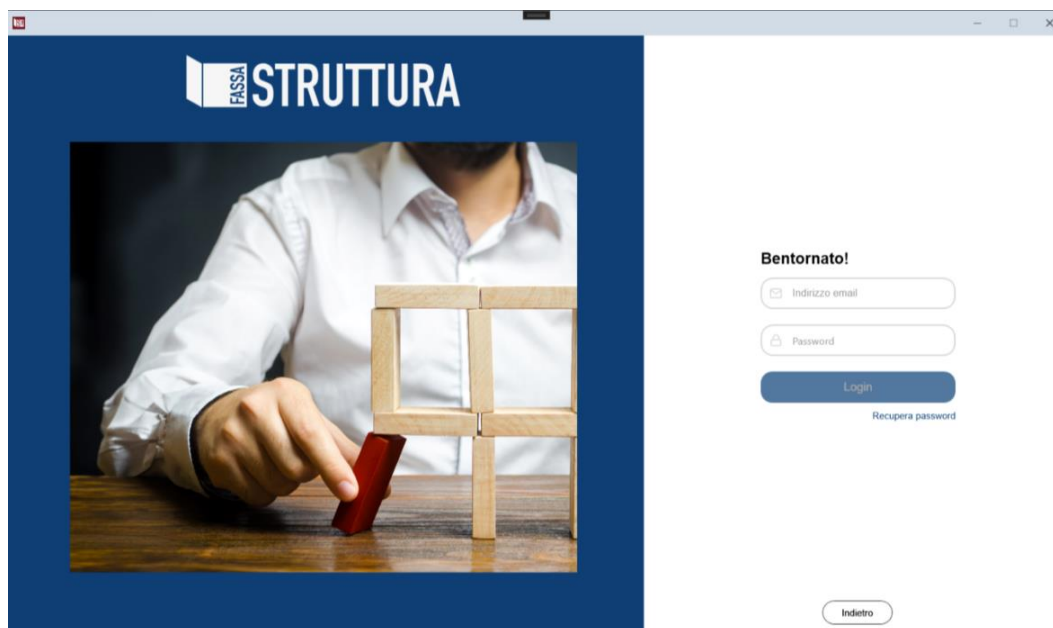 FASSA STRUTTURA
Bentornato!
Indirizzo email
Password
Login
Recupera password
Indietro